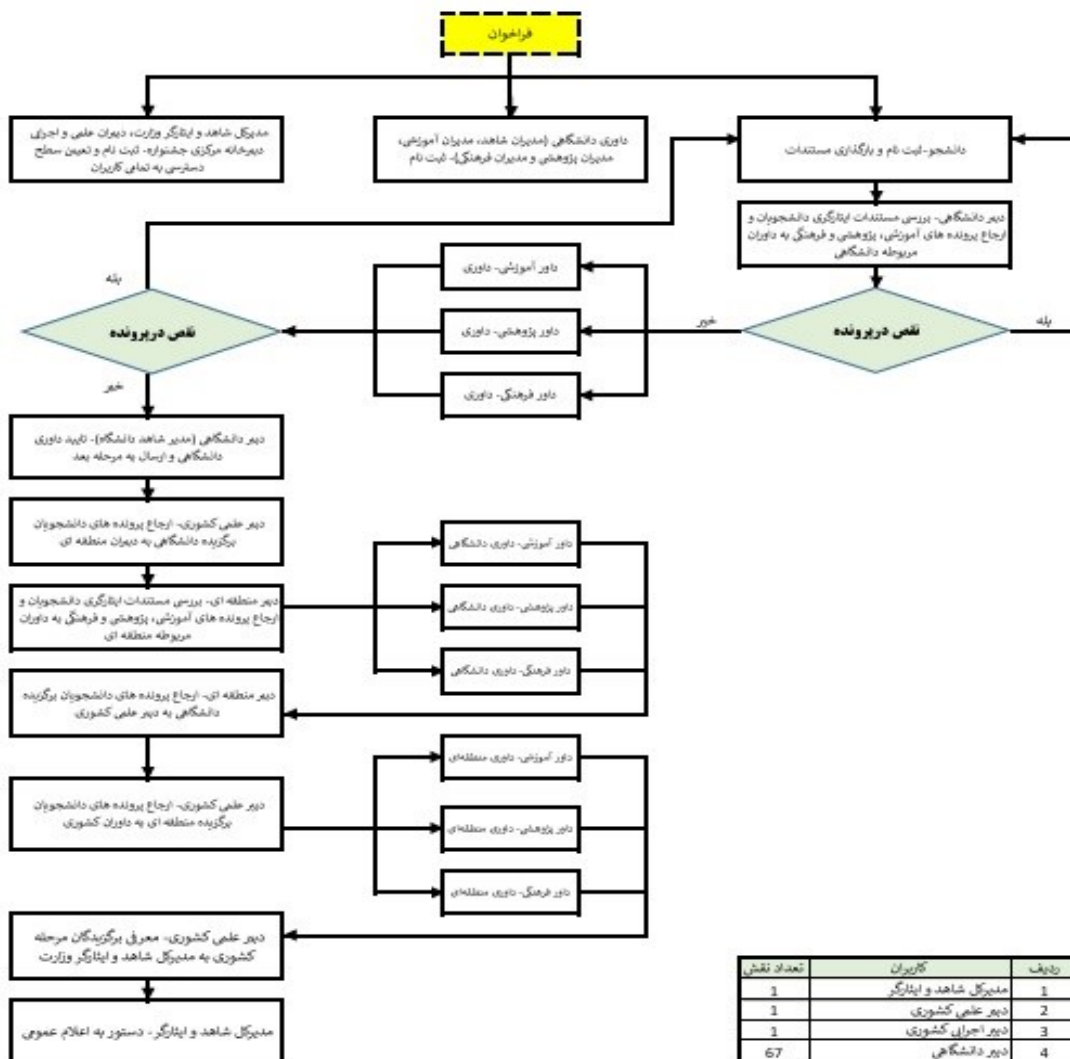 فراخوان
دانشجو-ثبت نام و بارگذاری مستندات
داوری دانشگاهی (مدیران شاهد، مدیران آموزشی،
مدیران پژوهشی و مدیران فرهنگی)- ثبت نام
مدیرکل شاهد و ایثارگر وزارت، دبیران علمی و اجرایی
دبیرخانه مرکزی جشنواره- ثبت نام و تعیین سطح
دسترسی به تمامی کاربران
دبیر دانشگاهی- بررسی مستندات ایثارگری دانشجویان و
ارجاع پرونده های آموزشی، پژوهشی و فرهنگی به داوران
مربوطه دانشگاهی
نقص درپرونده
بله
خیر
داور آموزشی- داوری
داور پژوهشی- داوری
داور فرهنگی- داوری
نقص درپرونده
بله
خیر
دبیر دانشگاهی (مدیر شاهد دانشگاه)- تایید داوری
دانشگاهی و ارسال به مرحله بعد
دبیر علمی کشوری- ارجاع پرونده های دانشجویان
برگزیده دانشگاهی به دبیران منطقه ای
دبیر منطقه ای- بررسی مستندات ایثارگری دانشجویان و
ارجاع پرونده های آموزشی، پژوهشی و فرهنگی به داوران
مربوطه منطقه ای
داور آموزشی- داوری دانشگاهی
داور پژوهشی- داوری دانشگاهی
داور فرهنگی- داوری دانشگاهی
دبیر منطقه ای- ارجاع پرونده های دانشجویان برگزیده
دانشگاهی به دبیر علمی کشوری
دبیر علمی کشوری- ارجاع پرونده های دانشجویان
برگزیده منطقه ای به داوران کشوری
داور آموزشی- داوری منطقه‌ای
داور پژوهشی- داوری منطقه‌ای
داور فرهنگی- داوری منطقه‌ای
دبیر علمی کشوری- معرفی برگزیدگان مرحله
کشوری به مدیرکل شاهد و ایثارگر وزارت
مدیرکل شاهد و ایثارگر- دستور به اعلام عمومی
ردیف کاربران تعداد نقش
1 مدیرکل شاهد و ایثارگر 1
2 دبیر علمی کشوری 1
3 دبیر اجرایی کشوری 1
4 دبیر دانشگاهی 67